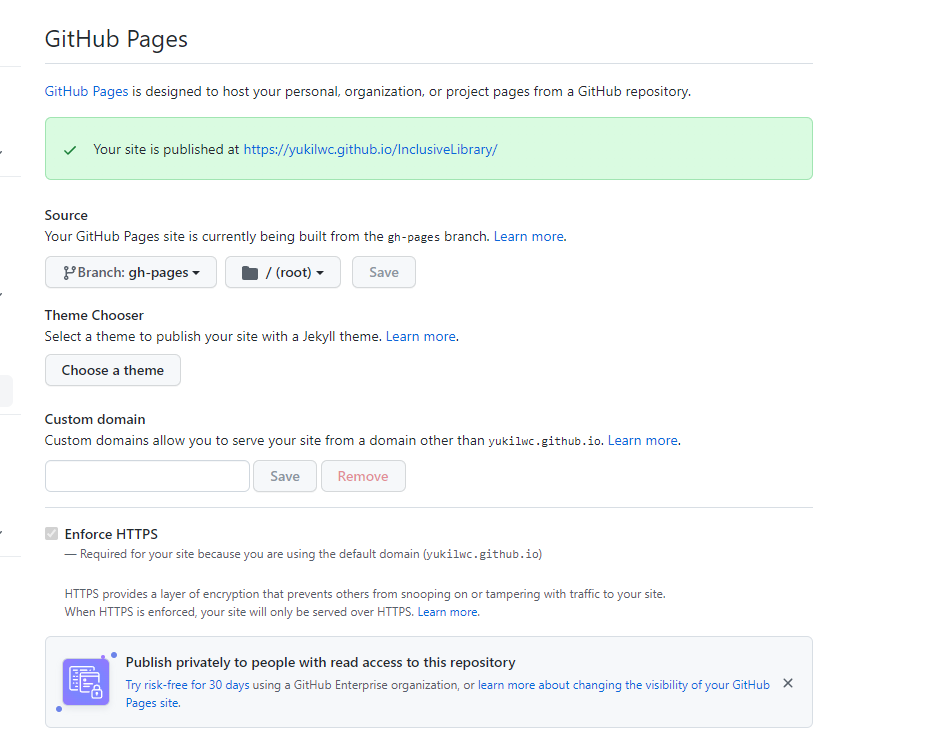 GitHub Pages
GitHub Pages is designed to host your personal, organization, or project pages from a GitHub repository.
Your site is published at https://yukilwc.github.io/InclusiveLibrary/
Source
Your GitHub Pages site is currently being built from the gh-pages branch. Learn more.
Branch: gh-pages / (root) Save
Theme Chooser
Select a theme to publish your site with a Jekyll theme. Learn more.
Choose a theme
Custom domain
Custom domains allow you to serve your site from a domain other than yukilwc.github.io. Learn more.
Save Remove
Enforce HTTPS
— Required for your site because you are using the default domain (yukilwc.github.io)
HTTPS provides a layer of encryption that prevents others from snooping on or tampering with traffic to your site.
When HTTPS is enforced, your site will only be served over HTTPS. Learn more.
Publish privately to people with read access to this repository
Try risk-free for 30 days using a GitHub Enterprise organization, or learn more about changing the visibility of your GitHub
Pages site.